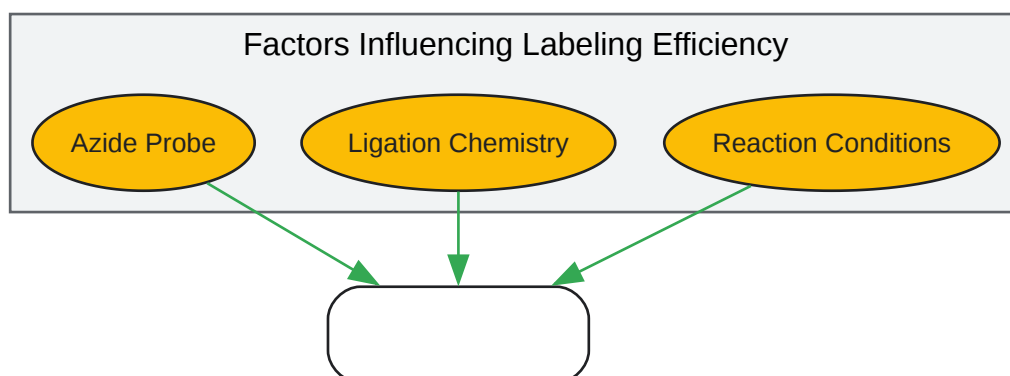 Factors Influencing Labeling Efficiency
Azide Probe
Ligation Chemistry
Reaction Conditions